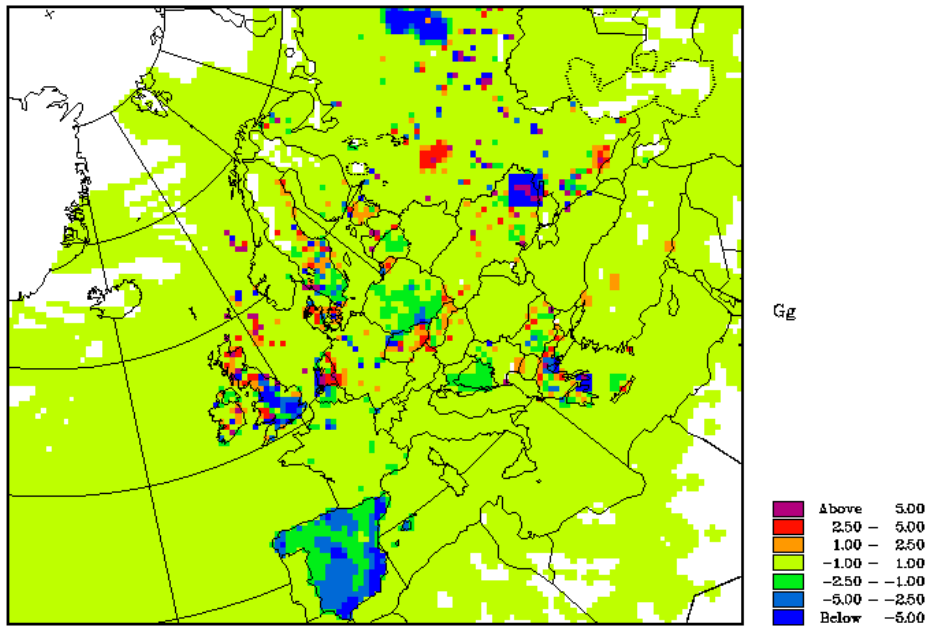 Gg
Above 5.00
2.50 – 5.00
1.00 – 2.50
-1.00 – 1.00
-2.50 – -1.00
-5.00 – -2.50
Below -5.00